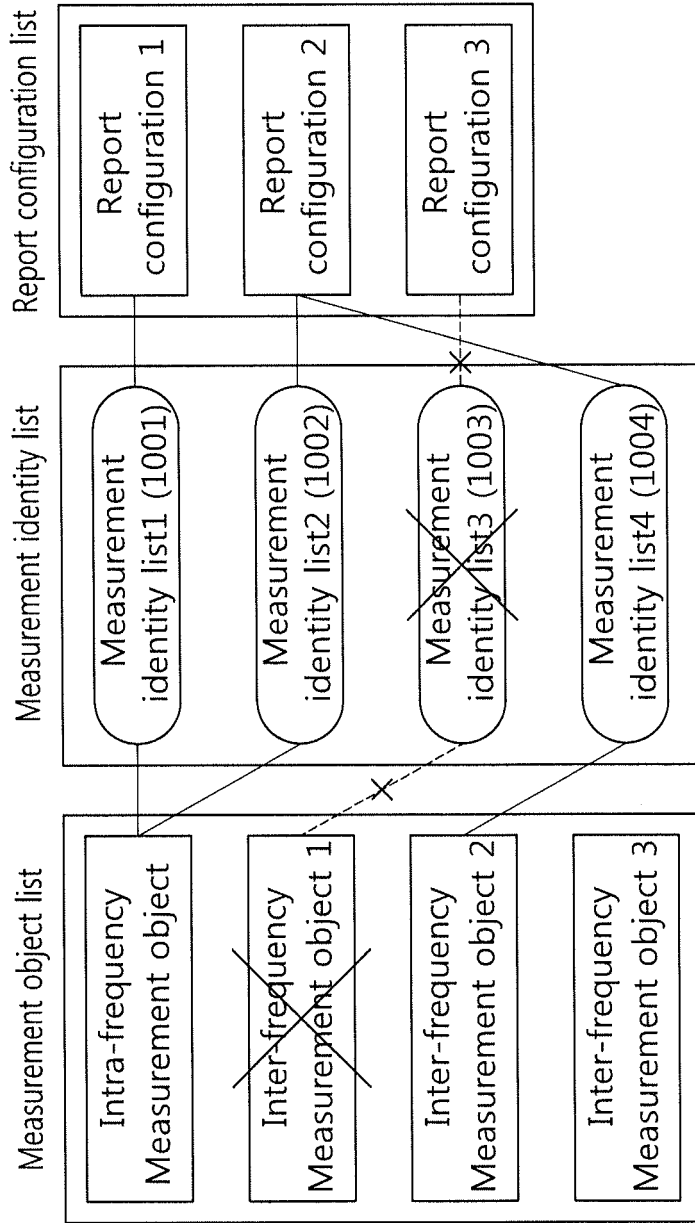 Measurement object list
Intra-frequency
Measurement object
Inter-frequency
Measurement object 1
Inter-frequency
Measurement object 2
Inter-frequency
Measurement object 3
Measurement identity list
Measurement
identity list1 (1001)
Measurement
identity list2 (1002)
Measurement
identity list3 (1003)
Measurement
identity list4 (1004)
Report configuration list
Report
configuration 1
Report
configuration 2
Report
configuration 3